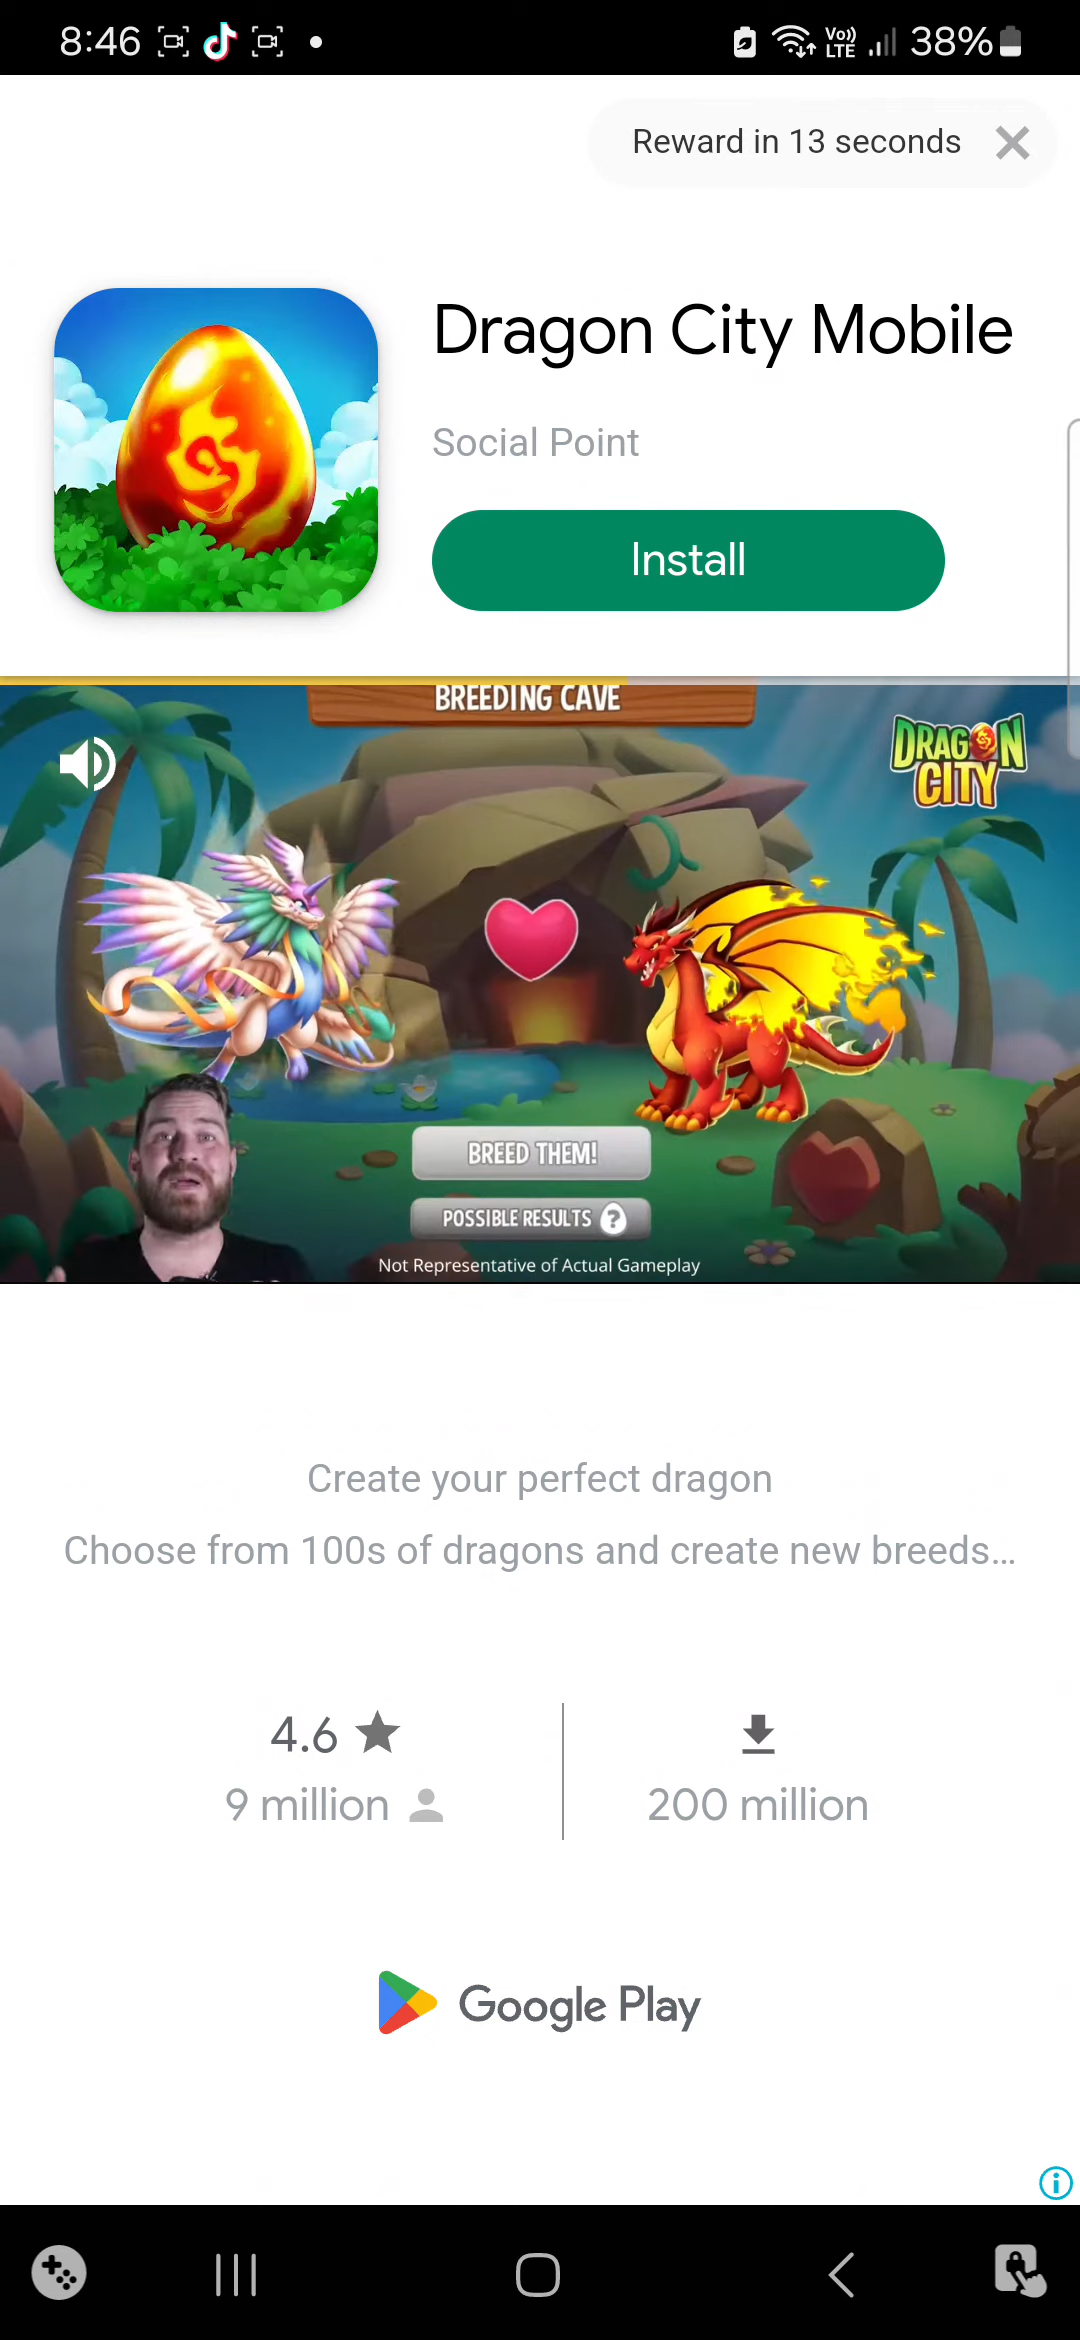 8:46
Vo))
LTE
38%
Reward in 13 seconds
Dragon City Mobile
Social Point
Install
BREEDING CAVE
DRAGON
CITY
BREED THEM!
POSSIBLE RESULTS ?
Not Representative of Actual Gameplay
Create your perfect dragon
Choose from 100s of dragons and create new breeds...
4.6
9 million
200 million
Google Play